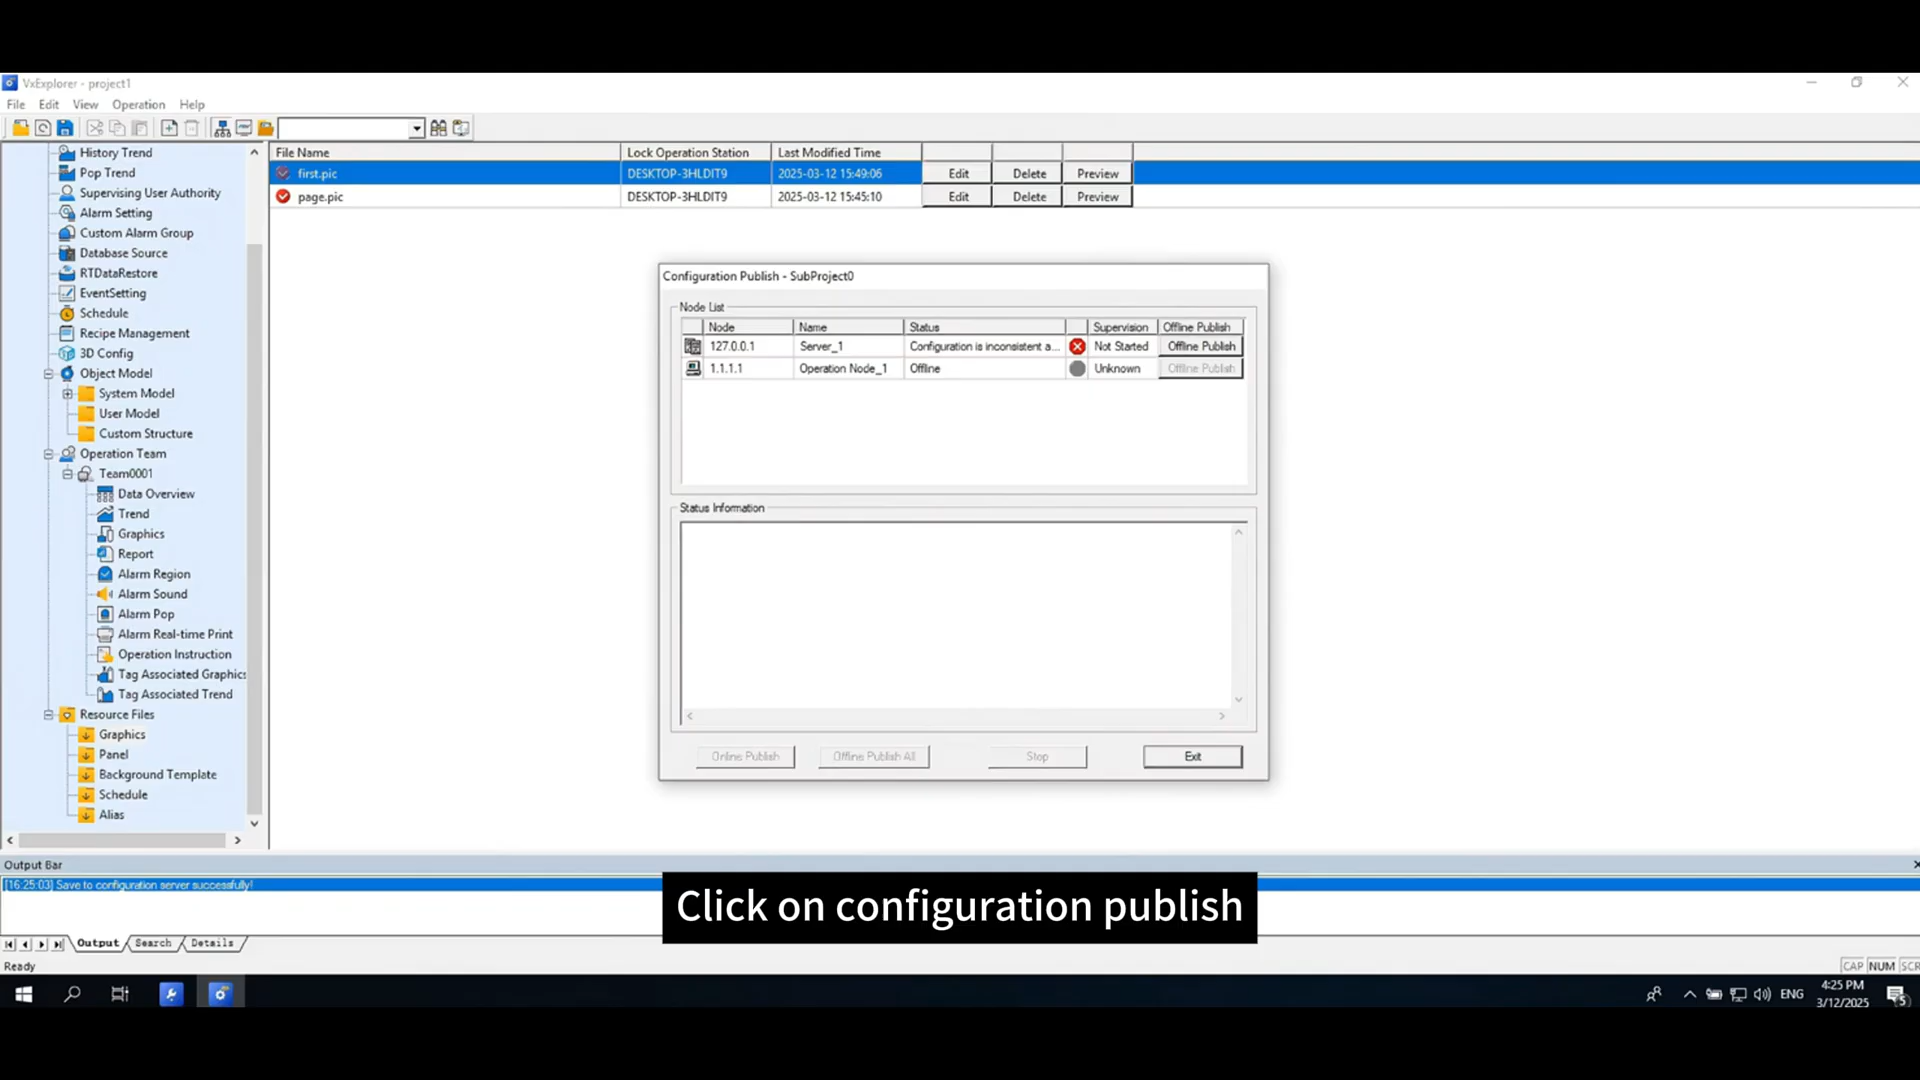 VxExplorer - project1
File Edit View Operation Help
History Trend
Pop Trend
Supervising User Authority
Alarm Setting
Custom Alarm Group
Database Source
RTDataRestore
EventSetting
Schedule
Recipe Management
3D Config
Object Model
System Model
User Model
Custom Structure
Operation Team
Team0001
Data Overview
Trend
Graphics
Report
Alarm Region
Alarm Sound
Alarm Pop
Alarm Real-time Print
Operation Instruction
Tag Associated Graphics
Tag Associated Trend
Resource Files
Graphics
Panel
Background Template
Schedule
Alias
File Name Lock Operation Station Last Modified Time
first.pic DESKTOP-3HLDIT9 2025-03-12 15:49:06 Edit Delete Preview
page.pic DESKTOP-3HLDIT9 2025-03-12 15:45:10 Edit Delete Preview
Configuration Publish - SubProject0
Node List
Node Name Status Supervision Offline Publish
127.0.0.1 Server_1 Configuration is inconsistent a... Not Started Offline Publish
1.1.1.1 Operation Node_1 Offline Unknown Offline Publish
Status Information
Online Publish Offline Publish All Stop Exit
Output Bar
[16:25:03] Save to configuration server successfully!
Click on configuration publish
Output Search Details
Ready
CAP NUM SCR
ENG
4:25 PM
3/12/2025
5